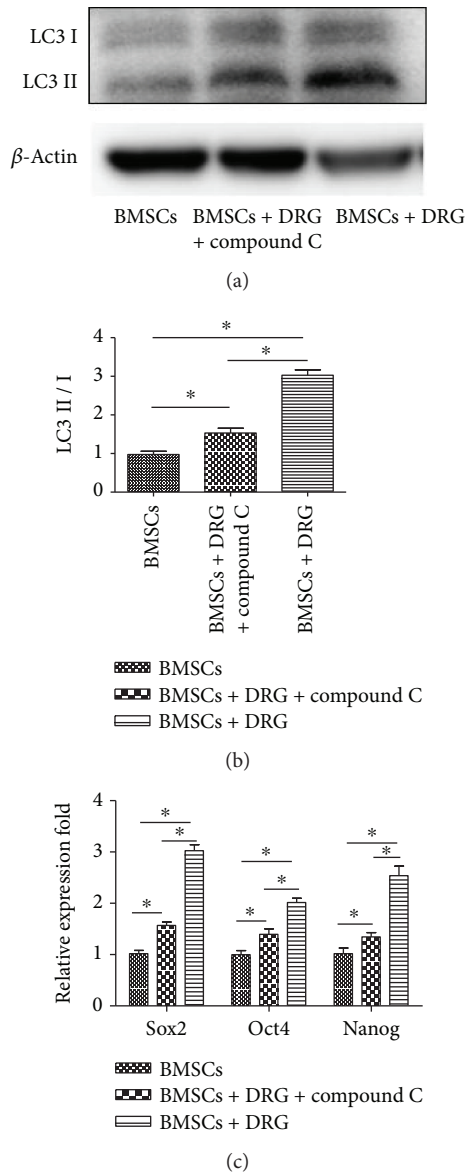 LC3 I
LC3 II
β-Actin
BMSCs BMSCs + DRG BMSCs + DRG
+ compound C
(a)
LC3 II / I
4
3
2
1
0
* * *
BMSCs
BMSCs + DRG
+ compound C
BMSCs + DRG
BMSCs
BMSCs + DRG + compound C
BMSCs + DRG
(b)
Relative expression fold
4
3
2
1
0
* * *
* * *
* * *
Sox2 Oct4 Nanog
BMSCs
BMSCs + DRG + compound C
BMSCs + DRG
(c)